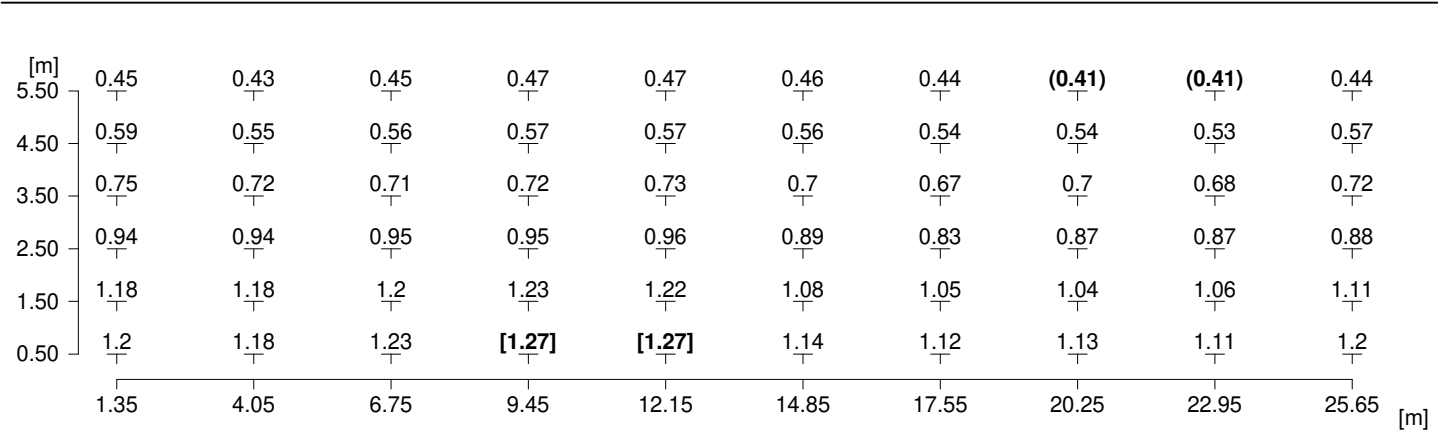 [m]
5.50 0.45 0.43 0.45 0.47 0.47 0.46 0.44 (0.41) (0.41) 0.44
4.50 0.59 0.55 0.56 0.57 0.57 0.56 0.54 0.54 0.53 0.57
3.50 0.75 0.72 0.71 0.72 0.73 0.7 0.67 0.7 0.68 0.72
2.50 0.94 0.94 0.95 0.95 0.96 0.89 0.83 0.87 0.87 0.88
1.50 1.18 1.18 1.2 1.23 1.22 1.08 1.05 1.04 1.06 1.11
0.50 1.2 1.18 1.23 [1.27] [1.27] 1.14 1.12 1.13 1.11 1.2
1.35 4.05 6.75 9.45 12.15 14.85 17.55 20.25 22.95 25.65 [m]